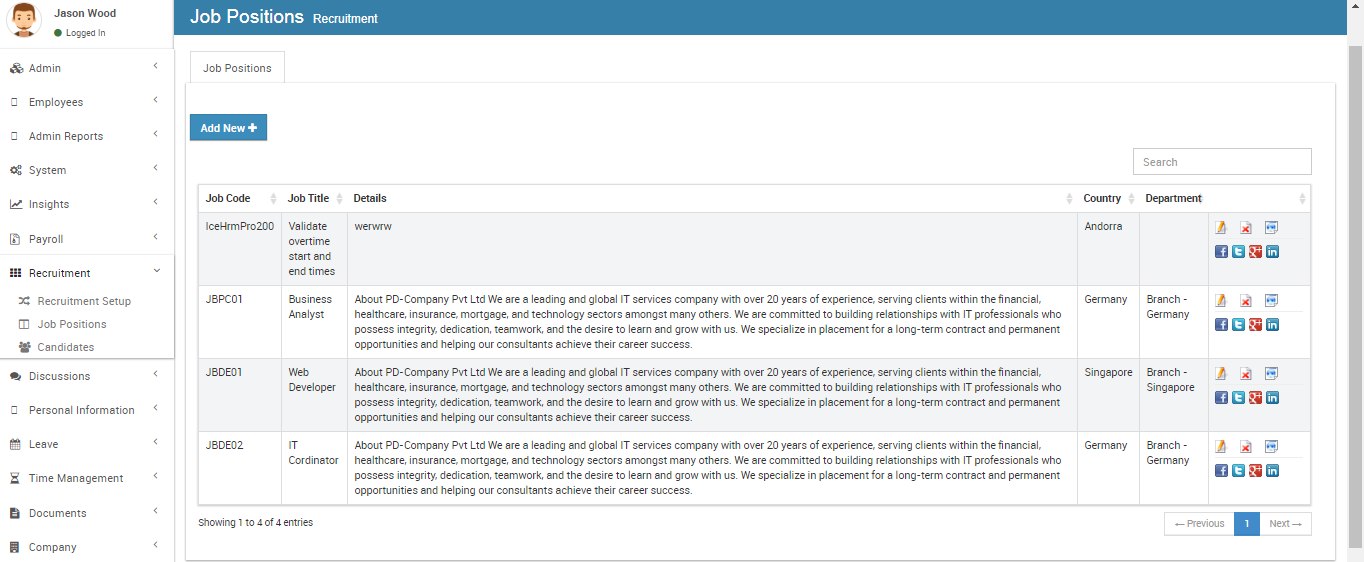 Jason Wood
Logged In
Job Positions Recruitment
Admin
Employees
Admin Reports
System
Insights
Payroll
Recruitment
Recruitment Setup
Job Positions
Candidates
Discussions
Personal Information
Leave
Time Management
Documents
Company
Job Positions
Add New
Search
Job Code Job Title Details Country Department
IceHrmPro200 Validate werwrw Andorra
overtime
start and
end times
JBPC01 Business About PD-Company Pvt Ltd We are a leading and global IT services company with over 20 years of experience, serving clients within the financial, Germany Branch -
Analyst healthcare, insurance, mortgage, and technology sectors amongst many others. We are committed to building relationships with IT professionals who Germany
possess integrity, dedication, teamwork, and the desire to learn and grow with us. We specialize in placement for a long-term contract and permanent
opportunities and helping our consultants achieve their career success.
JBDE01 Web About PD-Company Pvt Ltd We are a leading and global IT services company with over 20 years of experience, serving clients within the financial, Singapore Branch -
Developer healthcare, insurance, mortgage, and technology sectors amongst many others. We are committed to building relationships with IT professionals who Singapore
possess integrity, dedication, teamwork, and the desire to learn and grow with us. We specialize in placement for a long-term contract and permanent
opportunities and helping our consultants achieve their career success.
JBDE02 IT About PD-Company Pvt Ltd We are a leading and global IT services company with over 20 years of experience, serving clients within the financial, Germany Branch -
Cordinator healthcare, insurance, mortgage, and technology sectors amongst many others. We are committed to building relationships with IT professionals who Germany
possess integrity, dedication, teamwork, and the desire to learn and grow with us. We specialize in placement for a long-term contract and permanent
opportunities and helping our consultants achieve their career success.
Showing 1 to 4 of 4 entries
← Previous 1 Next →